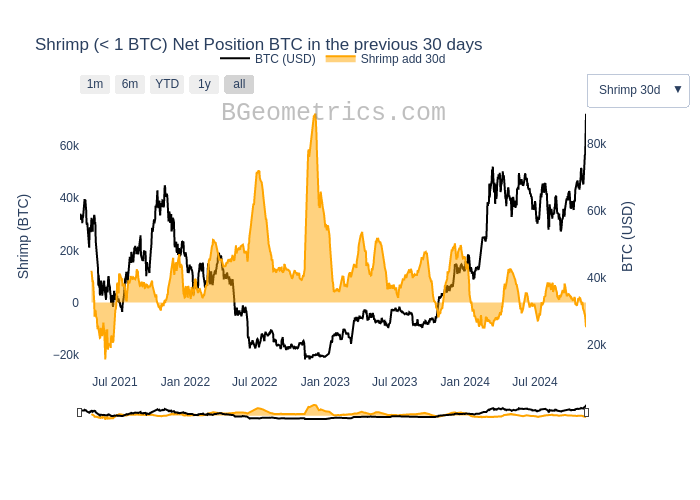 Shrimp (< 1 BTC) Net Position BTC in the previous 30 days
BTC (USD) Shrimp add 30d
1m 6m YTD 1y all
Shrimp 30d ▼
BGeometrics.com
60k
40k
20k
0
−20k
Shrimp (BTC)
80k
60k
40k
20k
BTC (USD)
Jul 2021 Jan 2022 Jul 2022 Jan 2023 Jul 2023 Jan 2024 Jul 2024